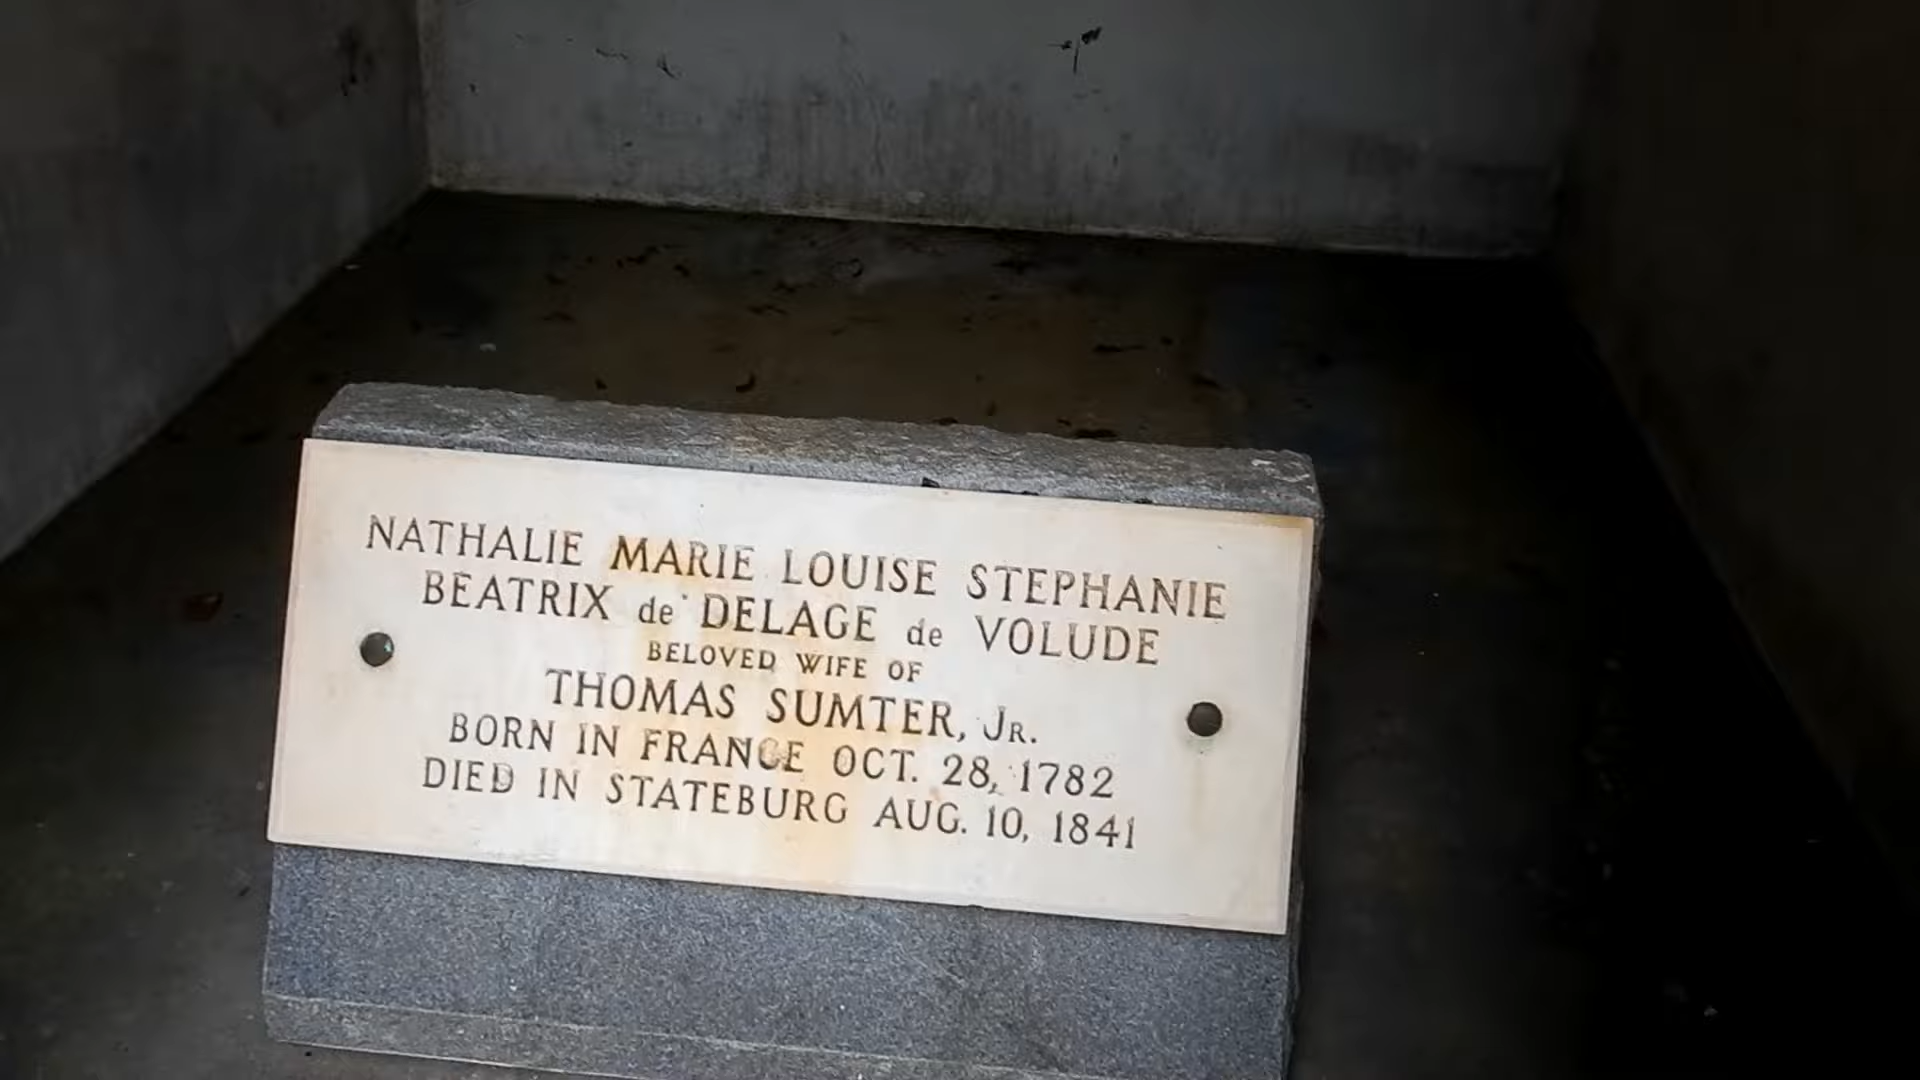 NATHALIE MARIE LOUISE STEPHANIE
BEATRIX de DELAGE de VOLUDE
BELOVED WIFE OF
THOMAS SUMTER, JR.
BORN IN FRANCE OCT. 28, 1782
DIED IN STATEBURG AUG. 10, 1841